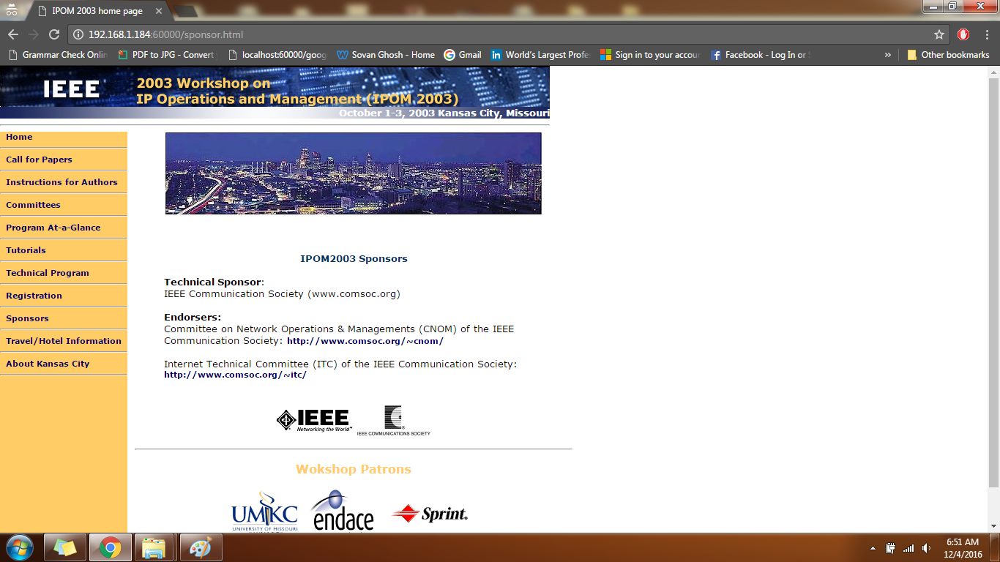 IPOM 2003 home page
192.168.1.184:60000/sponsor.html
Grammar Check Onlin
PDF to JPG - Convert
localhost:60000/goog
Sovan Ghosh - Home
Gmail
World's Largest Profe
Sign in to your accou
Facebook - Log In or S
»
Other bookmarks
IEEE
2003 Workshop on
IP Operations and Management (IPOM 2003)
October 1-3, 2003 Kansas City, Missouri
Home
Call for Papers
Instructions for Authors
Committees
Program At-a-Glance
Tutorials
Technical Program
Registration
Sponsors
Travel/Hotel Information
About Kansas City
IPOM2003 Sponsors
Technical Sponsor:
IEEE Communication Society (www.comsoc.org)
Endorsers:
Committee on Network Operations & Managements (CNOM) of the IEEE
Communication Society: http://www.comsoc.org/~cnom/
Internet Technical Committee (ITC) of the IEEE Communication Society:
http://www.comsoc.org/~itc/
IEEE
Networking the World™
IEEE COMMUNICATIONS SOCIETY
Wokshop Patrons
UMKC
UNIVERSITY OF MISSOURI
endace
Sprint.
6:51 AM
12/4/2016